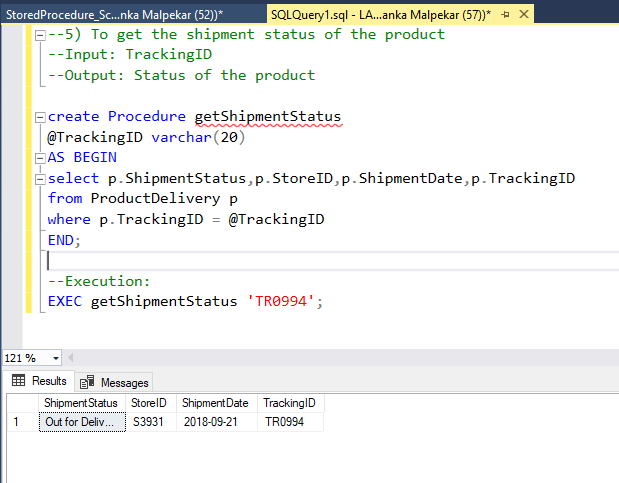 StoredProcedure_Sc...nka Malpekar (52))*
SQLQuery1.sql - LA...anka Malpekar (57))*
--5) To get the shipment status of the product
--Input: TrackingID
--Output: Status of the product
create Procedure getShipmentStatus
@TrackingID varchar(20)
AS BEGIN
select p.ShipmentStatus,p.StoreID,p.ShipmentDate,p.TrackingID
from ProductDelivery p
where p.TrackingID = @TrackingID
END;
--Execution:
EXEC getShipmentStatus 'TR0994';
121 %
Results Messages
ShipmentStatus StoreID ShipmentDate TrackingID
1 Out for Deliv... S3931 2018-09-21 TR0994